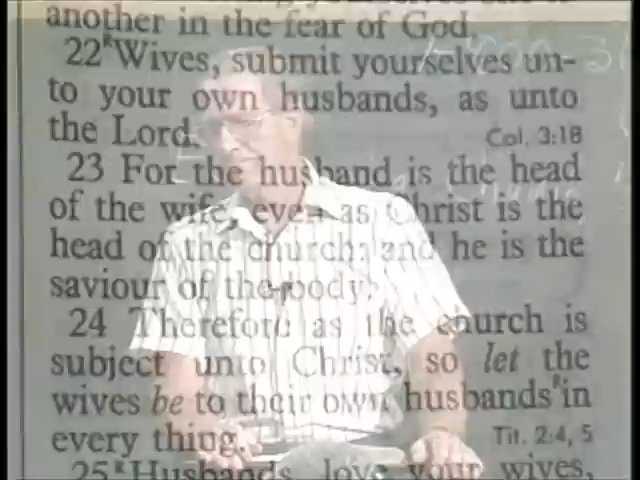 another in the fear of God.
22 Wives, submit yourselves un-
to your own husbands, as unto
the Lord. Col. 3:18
23 For the husband is the head
of the wife, even as Christ is the
head of the church: and he is the
saviour of the body.
24 Therefore as the church is
subject unto Christ, so let the
wives be to their own husbands in
every thing. Tit. 2:4, 5
25 Husbands, love your wives,